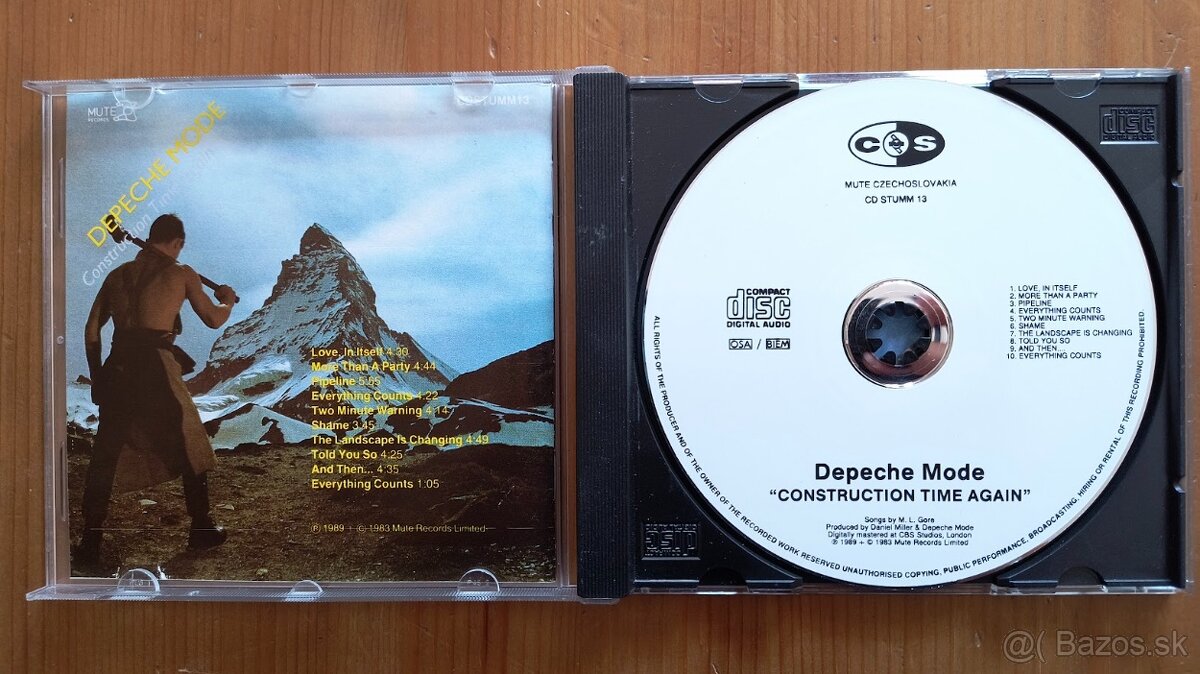 MUTE
RECORDS
CDSTUMM13
DEPECHE MODE
Construction Time
Love, In Itself 4:30
More Than A Party 4:44
Pipeline 5:55
Everything Counts 4:22
Two Minute Warning 4:14
Shame 3:45
The Landscape Is Changing 4:49
Told You So 4:25
And Then... 4:35
Everything Counts 1:05
℗ 1989 + © 1983 Mute Records Limited
COMPACT
disc
DIGITAL AUDIO
MUTE CZECHOSLOVAKIA
CD STUMM 13
COMPACT
disc
DIGITAL AUDIO
OSA / BIEM
1. LOVE, IN ITSELF
2. MORE THAN A PARTY
3. PIPELINE
4. EVERYTHING COUNTS
5. TWO MINUTE WARNING
6. SHAME
7. THE LANDSCAPE IS CHANGING
8. TOLD YOU SO
9. AND THEN...
10. EVERYTHING COUNTS
Depeche Mode
"CONSTRUCTION TIME AGAIN"
Songs by M. L. Gore
Produced by Daniel Miller & Depeche Mode
Digitally mastered at CBS Studios, London
℗ 1989 + © 1983 Mute Records Limited
ALL RIGHTS OF THE PRODUCER AND OF THE OWNER OF THE RECORDED WORK RESERVED UNAUTHORISED COPYING, PUBLIC PERFORMANCE, BROADCASTING, HIRING OR RENTAL OF THIS RECORDING PROHIBITED.
@( Bazos.sk